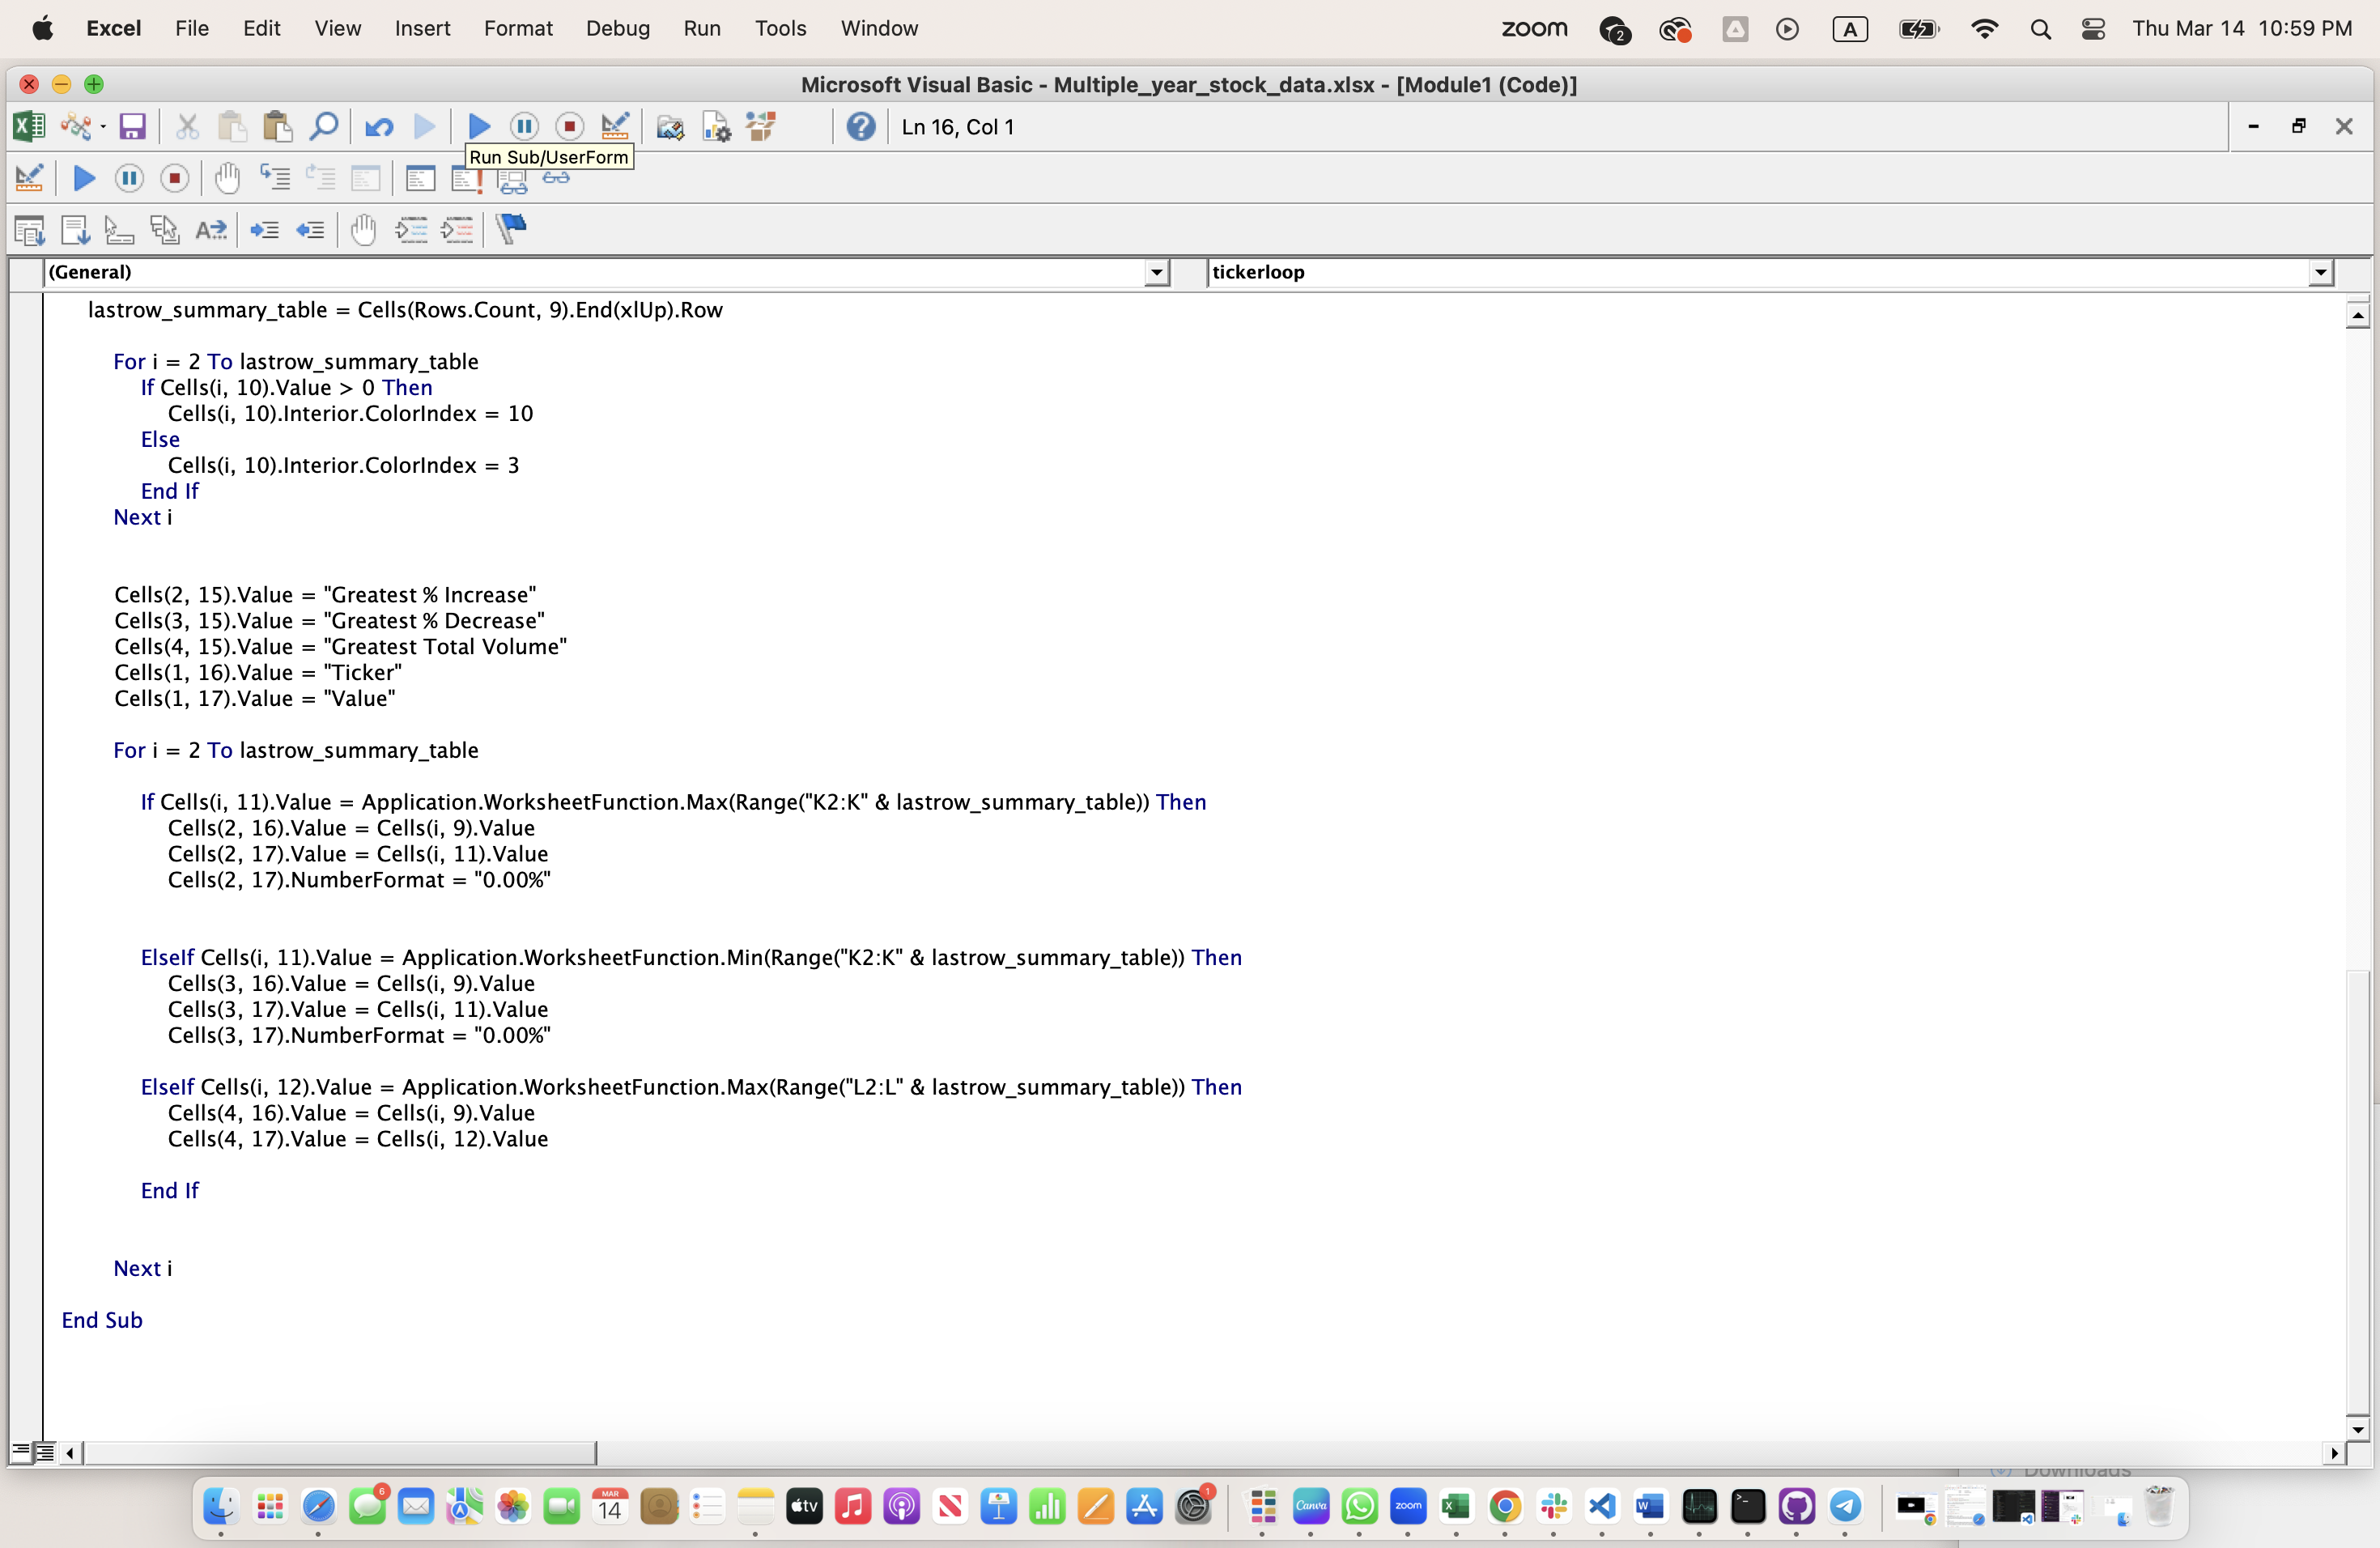 Excel File Edit View Insert Format Debug Run Tools Window zoom 2 A Thu Mar 14 10:59 PM
Microsoft Visual Basic - Multiple_year_stock_data.xlsx - [Module1 (Code)]
Ln 16, Col 1
Run Sub/UserForm
(General) tickerloop
lastrow_summary_table = Cells(Rows.Count, 9).End(xlUp).Row
For i = 2 To lastrow_summary_table
If Cells(i, 10).Value > 0 Then
Cells(i, 10).Interior.ColorIndex = 10
Else
Cells(i, 10).Interior.ColorIndex = 3
End If
Next i
Cells(2, 15).Value = "Greatest % Increase"
Cells(3, 15).Value = "Greatest % Decrease"
Cells(4, 15).Value = "Greatest Total Volume"
Cells(1, 16).Value = "Ticker"
Cells(1, 17).Value = "Value"
For i = 2 To lastrow_summary_table
If Cells(i, 11).Value = Application.WorksheetFunction.Max(Range("K2:K" & lastrow_summary_table)) Then
Cells(2, 16).Value = Cells(i, 9).Value
Cells(2, 17).Value = Cells(i, 11).Value
Cells(2, 17).NumberFormat = "0.00%"
ElseIf Cells(i, 11).Value = Application.WorksheetFunction.Min(Range("K2:K" & lastrow_summary_table)) Then
Cells(3, 16).Value = Cells(i, 9).Value
Cells(3, 17).Value = Cells(i, 11).Value
Cells(3, 17).NumberFormat = "0.00%"
ElseIf Cells(i, 12).Value = Application.WorksheetFunction.Max(Range("L2:L" & lastrow_summary_table)) Then
Cells(4, 16).Value = Cells(i, 9).Value
Cells(4, 17).Value = Cells(i, 12).Value
End If
Next i
End Sub
Downloads
6 MAR 14 tv 1 Canva zoom X W